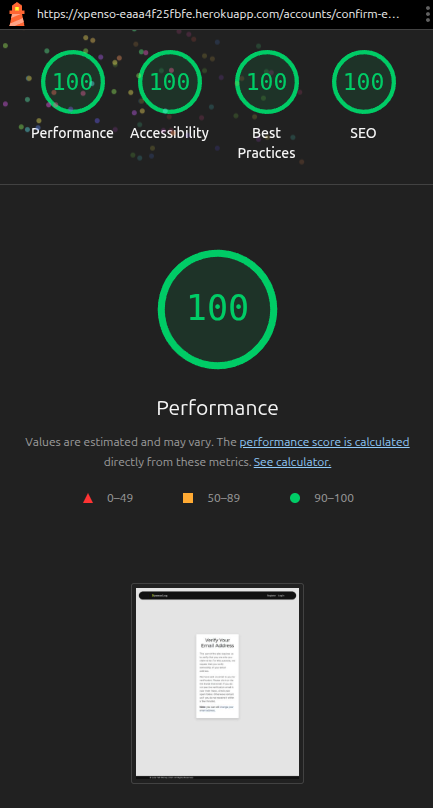 https://xpenso-eaaa4f25fbfe.herokuapp.com/accounts/confirm-e…
100 100 100 100
Performance Accessibility Best Practices SEO
100
Performance
Values are estimated and may vary. The performance score is calculated
directly from these metrics. See calculator.
0–49 50–89 90–100
Verify Your
Email Address